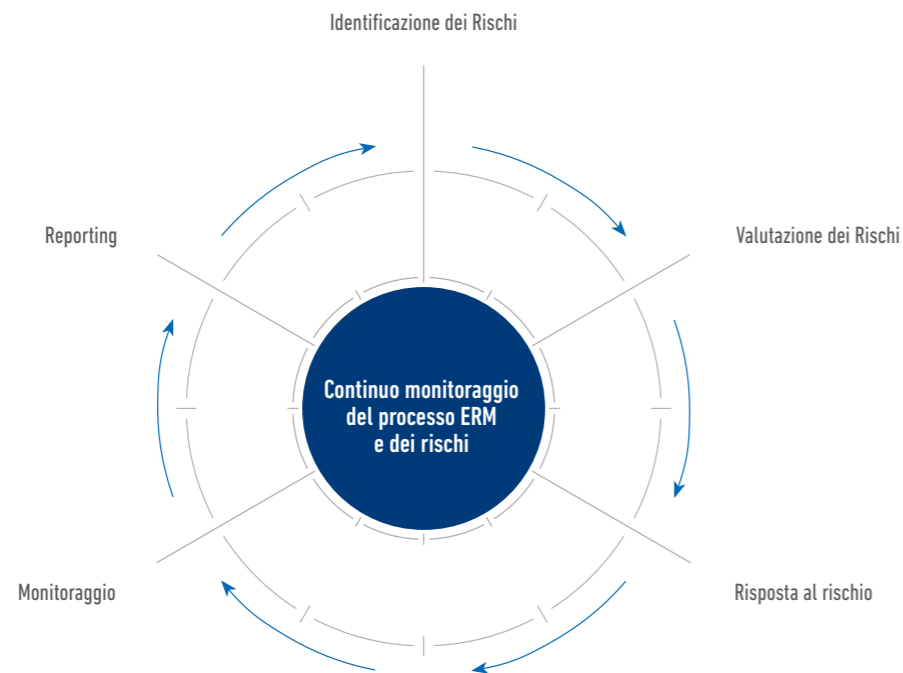 Identificazione dei Rischi
Reporting
Valutazione dei Rischi
Continuo monitoraggio
del processo ERM
e dei rischi
Monitoraggio
Risposta al rischio